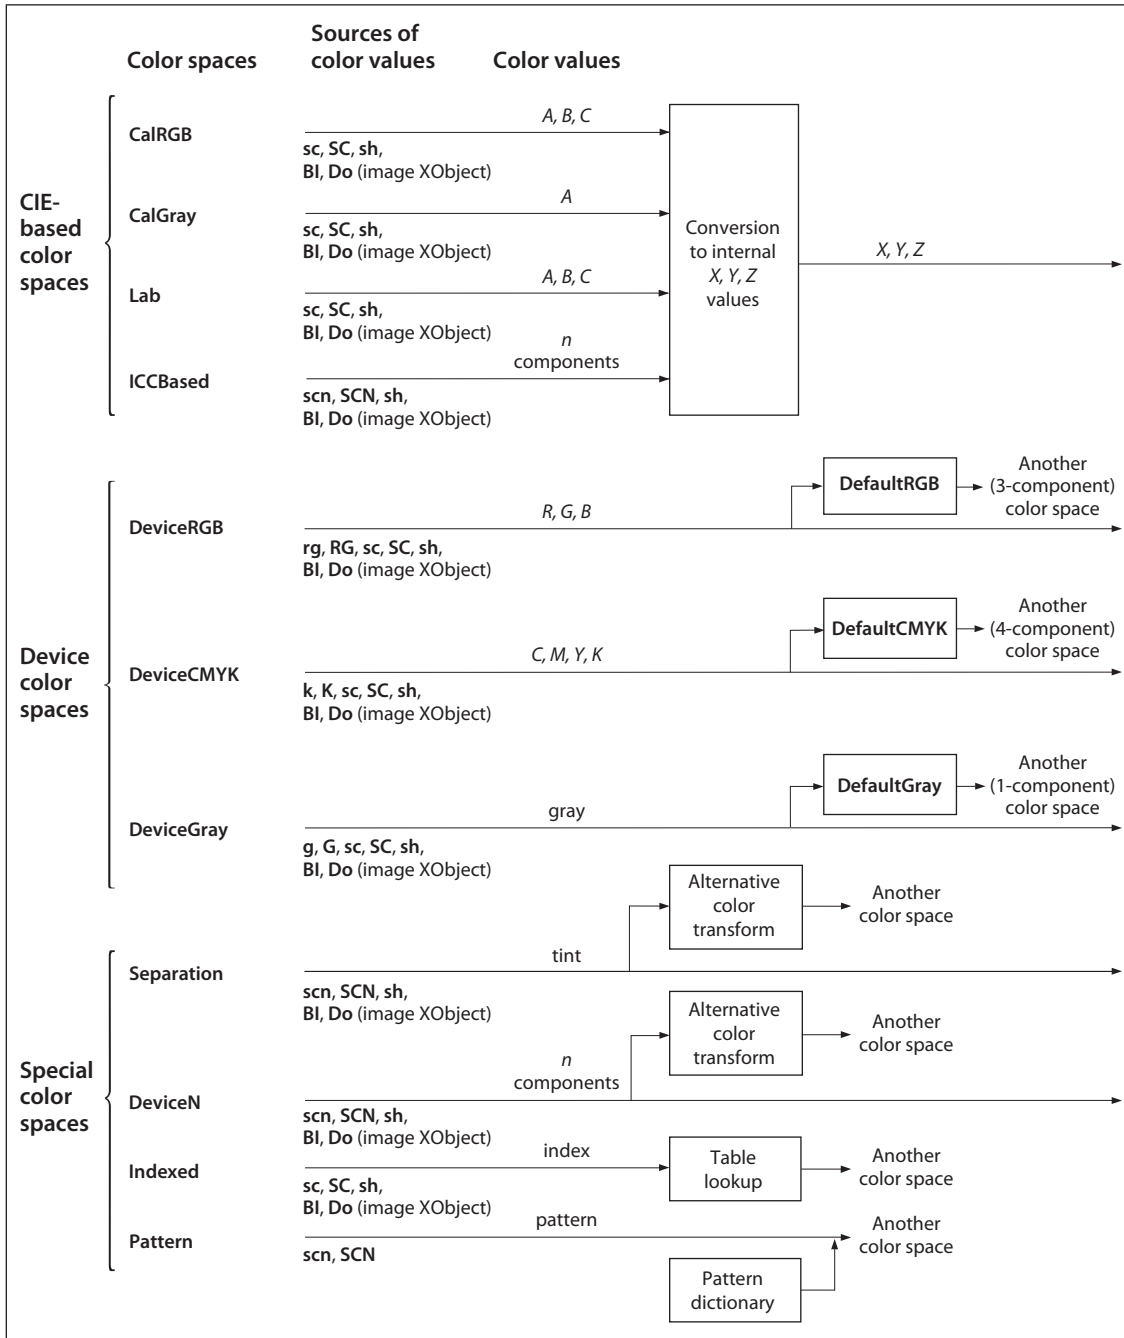 Sources of
Color spaces color values Color values
A, B, C
CalRGB
sc, SC, sh,
BI, Do (image XObject)
CIE-
based
color
spaces
A
CalGray
sc, SC, sh,
BI, Do (image XObject)
Conversion
to internal
X, Y, Z
values
X, Y, Z
A, B, C
Lab
sc, SC, sh,
BI, Do (image XObject)
n
components
ICCBased
scn, SCN, sh,
BI, Do (image XObject)
DefaultRGB
Another
(3-component)
color space
R, G, B
DeviceRGB
rg, RG, sc, SC, sh,
BI, Do (image XObject)
DefaultCMYK
Another
(4-component)
color space
Device
color
spaces
C, M, Y, K
DeviceCMYK
k, K, sc, SC, sh,
BI, Do (image XObject)
DefaultGray
Another
(1-component)
color space
gray
DeviceGray
g, G, sc, SC, sh,
BI, Do (image XObject)
Alternative
color
transform
Another
color space
tint
Separation
scn, SCN, sh,
BI, Do (image XObject)
Alternative
color
transform
Another
color space
Special
color
spaces
n
components
DeviceN
scn, SCN, sh,
BI, Do (image XObject)
index
Indexed
sc, SC, sh,
BI, Do (image XObject)
Table
lookup
Another
color space
pattern
Pattern
scn, SCN
Another
color space
Pattern
dictionary